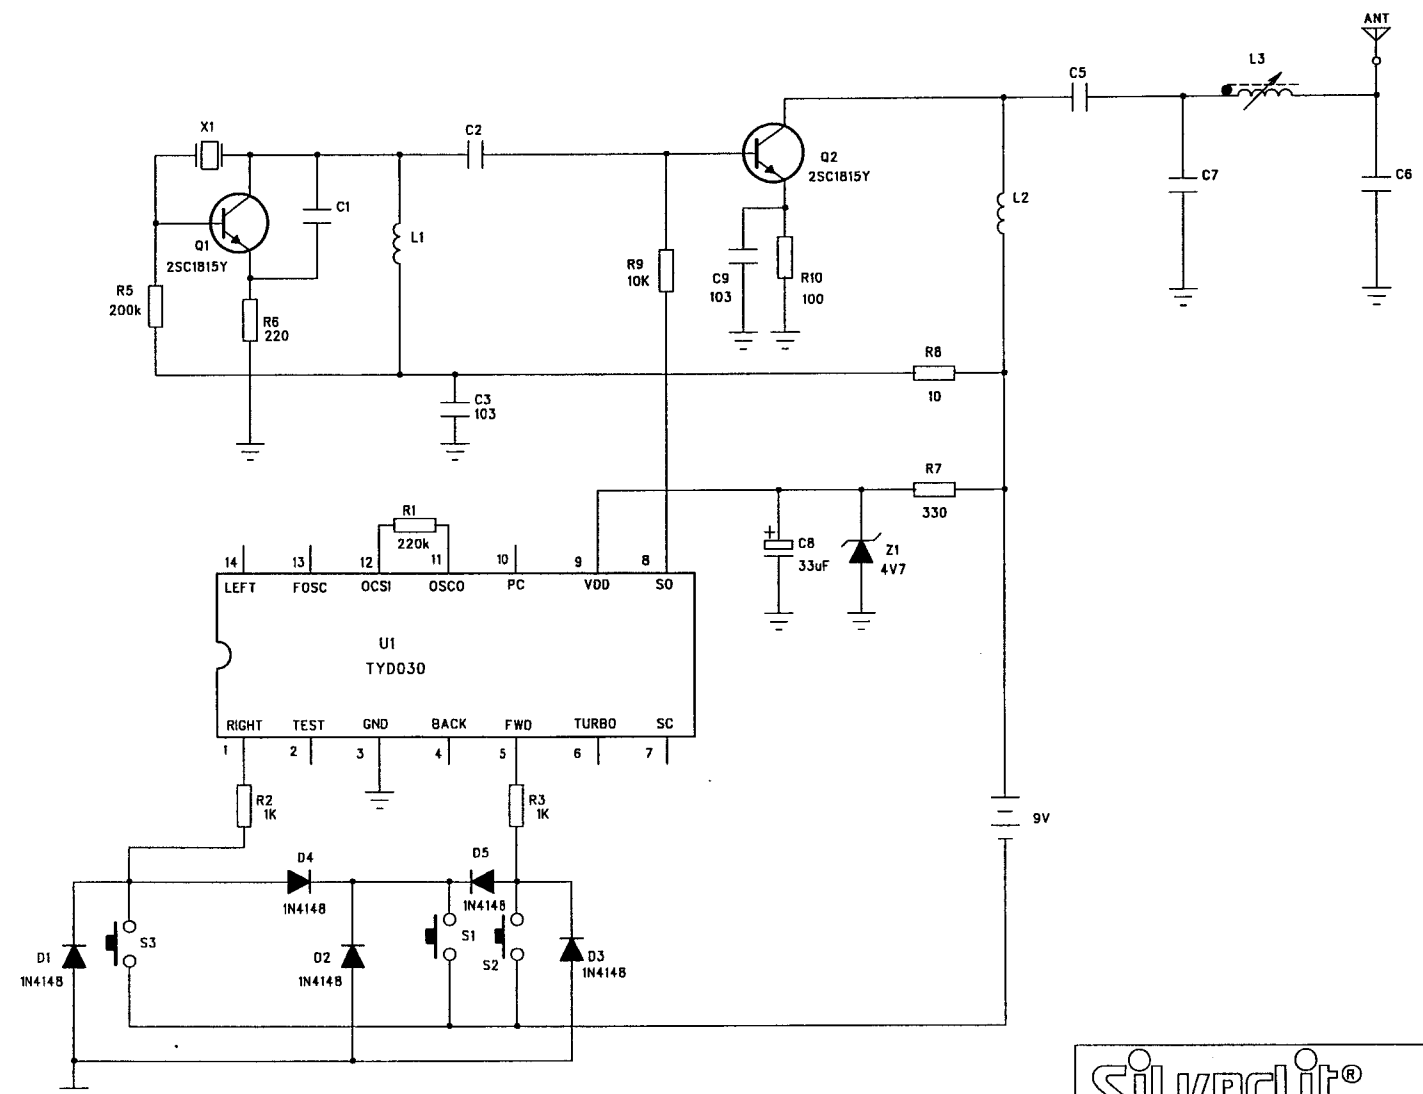 ANT
L3
C5
X1
C2
Q2
2SC1815Y
C7
C6
L2
C1
L1
Q1
2SC1815Y
R9
10K
C9
103
R10
100
R5
200k
R6
220
R8
10
C3
103
R7
330
R1
220k
+
C8
33uF
Z1
4V7
14 13 12 11 10 9 8
LEFT FOSC OCSI OSCO PC VDD SO
U1
TYD030
RIGHT TEST GND BACK FWD TURBO SC
1 2 3 4 5 6 7
R2
1K
R3
1K
9V
D4
1N4148
D5
1N4148
S3
S1
S2
D1
1N4148
D2
1N4148
D3
1N4148
Silverlit®